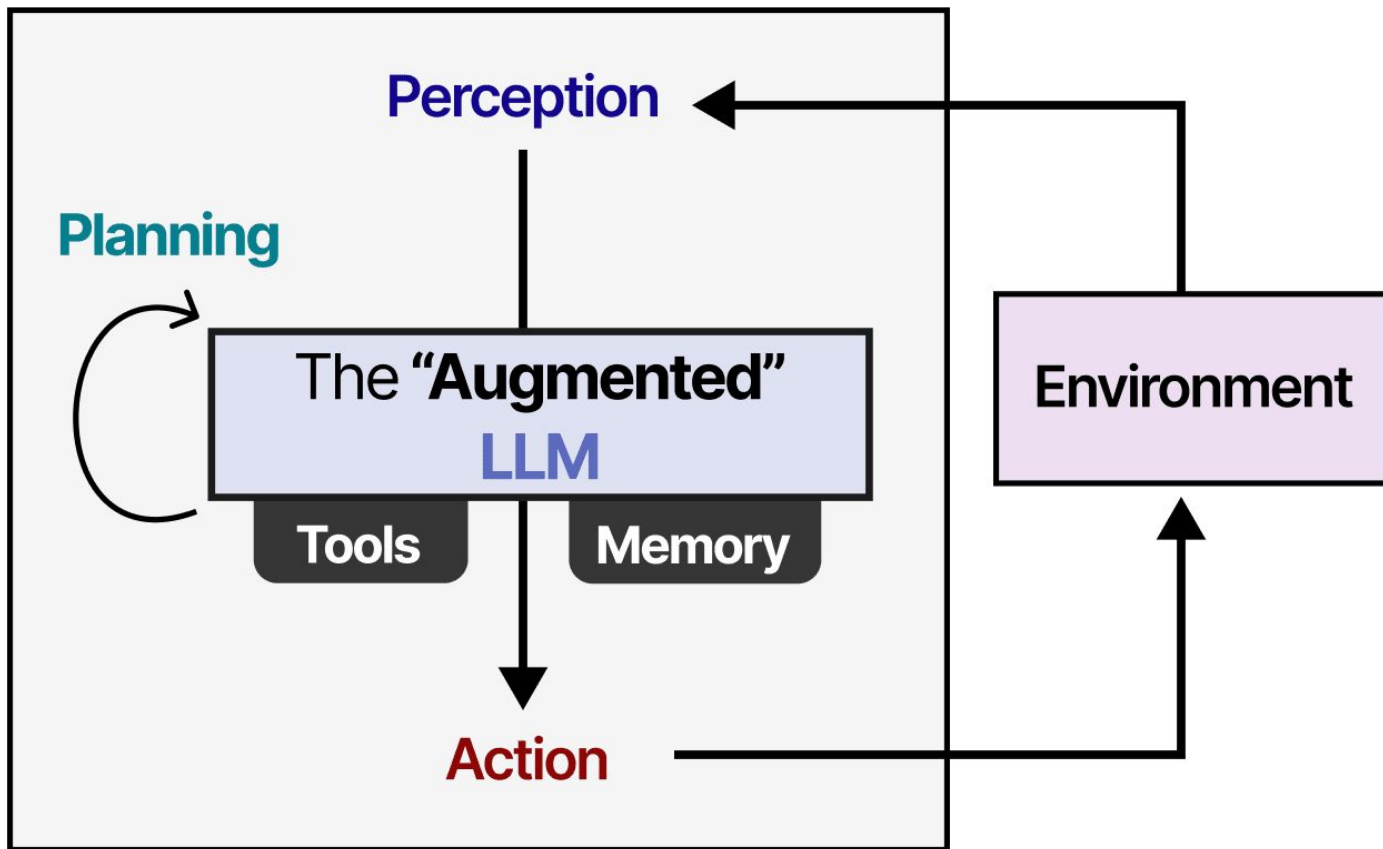 Perception
Planning
The “Augmented”
LLM
Environment
Tools
Memory
Action